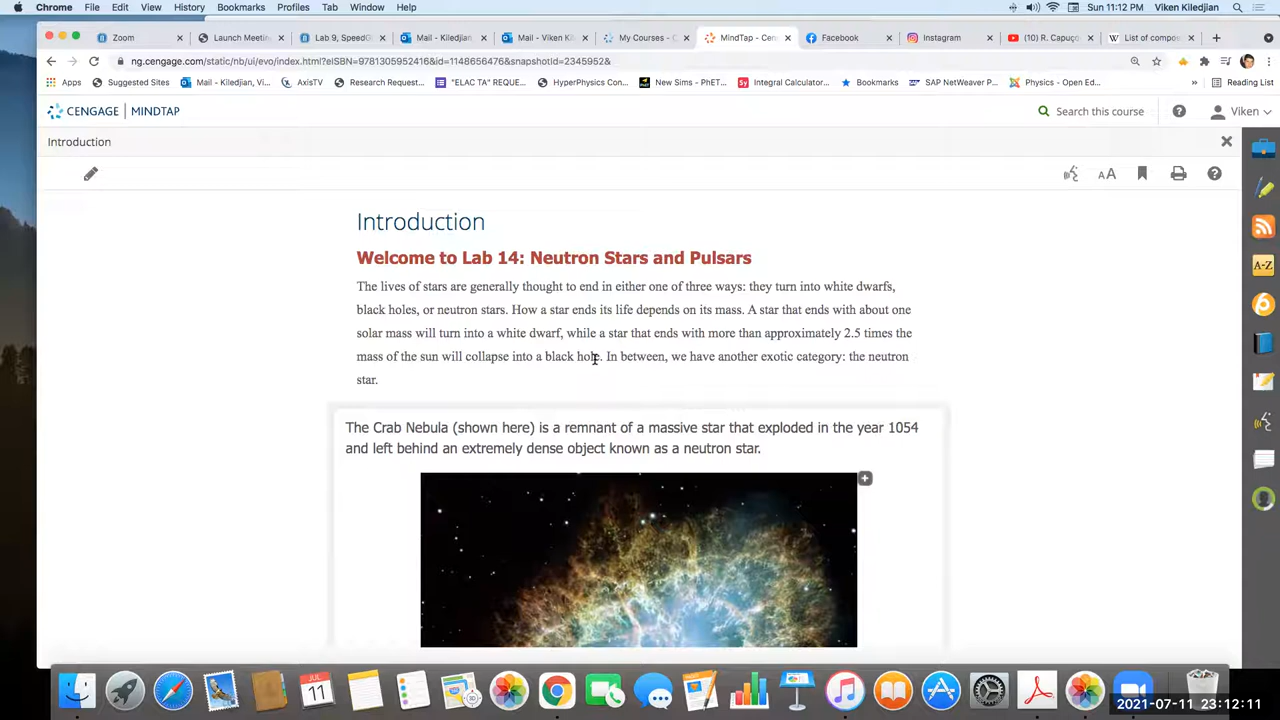 Chrome File Edit View History Bookmarks Profiles Tab Window Help Sun 11:12 PM Viken Kiledjian
Zoom Launch Meetin Lab 9, SpeedG Mail - Kiledjian Mail - Viken Ki My Courses - C MindTap - Cen Facebook Instagram (10) R. Capuço List of compo
ng.cengage.com/static/nb/ui/evo/index.html?eISBN=9781305952416&id=1148656476&snapshotId=2345952&
Apps Suggested Sites Mail - Kiledjian, Vi... AxisTV Research Request... "ELAC TA" REQUE... HyperPhysics Con... New Sims - PhET... Integral Calculator... Bookmarks SAP NetWeaver P... Physics - Open Ed... » Reading List
CENGAGE | MINDTAP Search this course Viken
Introduction
AA
Introduction
Welcome to Lab 14: Neutron Stars and Pulsars
The lives of stars are generally thought to end in either one of three ways: they turn into white dwarfs,
black holes, or neutron stars. How a star ends its life depends on its mass. A star that ends with about one
solar mass will turn into a white dwarf, while a star that ends with more than approximately 2.5 times the
mass of the sun will collapse into a black hole. In between, we have another exotic category: the neutron
star.
The Crab Nebula (shown here) is a remnant of a massive star that exploded in the year 1054
and left behind an extremely dense object known as a neutron star.
A-Z
JUL
11
2021-07-11 23:12:11